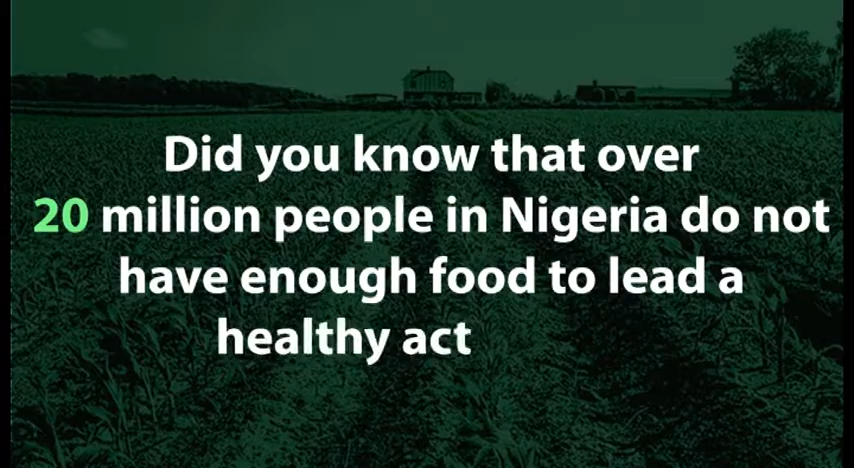 Did you know that over
20 million people in Nigeria do not
have enough food to lead a
healthy act